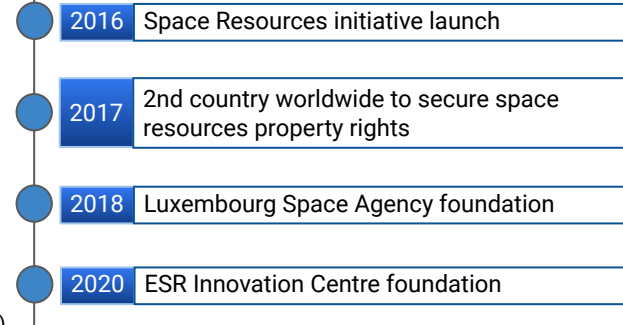 2016 Space Resources initiative launch
2017 2nd country worldwide to secure space
resources property rights
2018 Luxembourg Space Agency foundation
2020 ESR Innovation Centre foundation
)